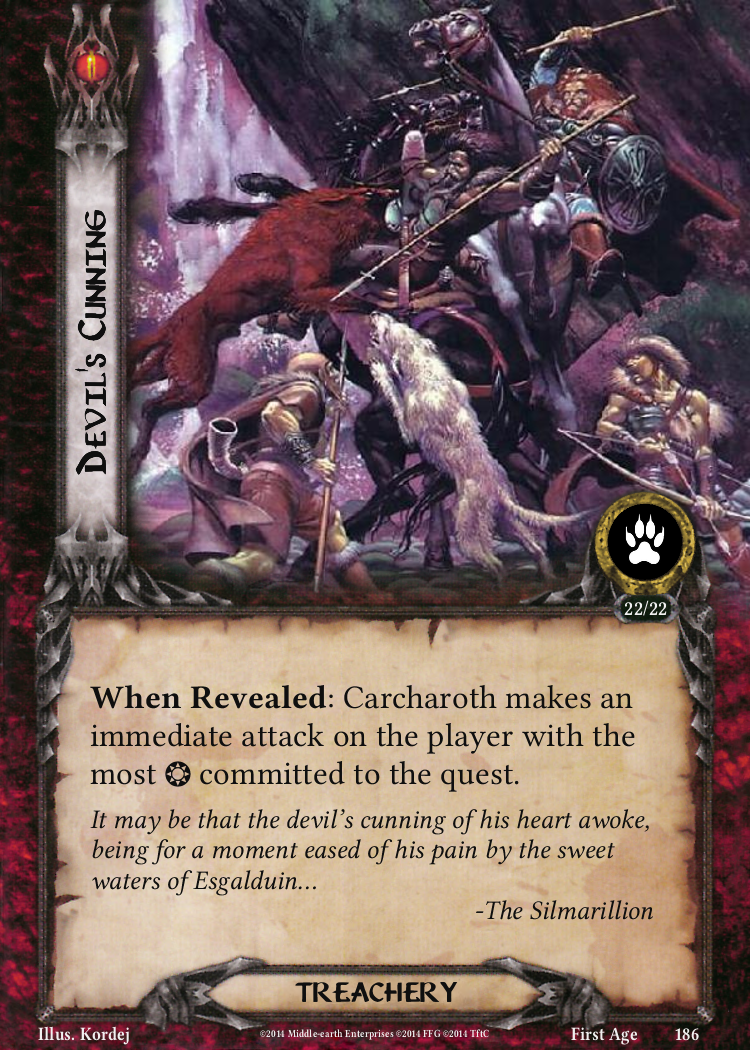 Devil's Cunning
22/22
When Revealed: Carcharoth makes an
immediate attack on the player with the
most committed to the quest.
It may be that the devil's cunning of his heart awoke,
being for a moment eased of his pain by the sweet
waters of Esgalduin...
-The Silmarillion
TREACHERY
Illus. Kordej
©2014 Middle-earth Enterprises ©2014 FFG ©2014 TftC
First Age
186